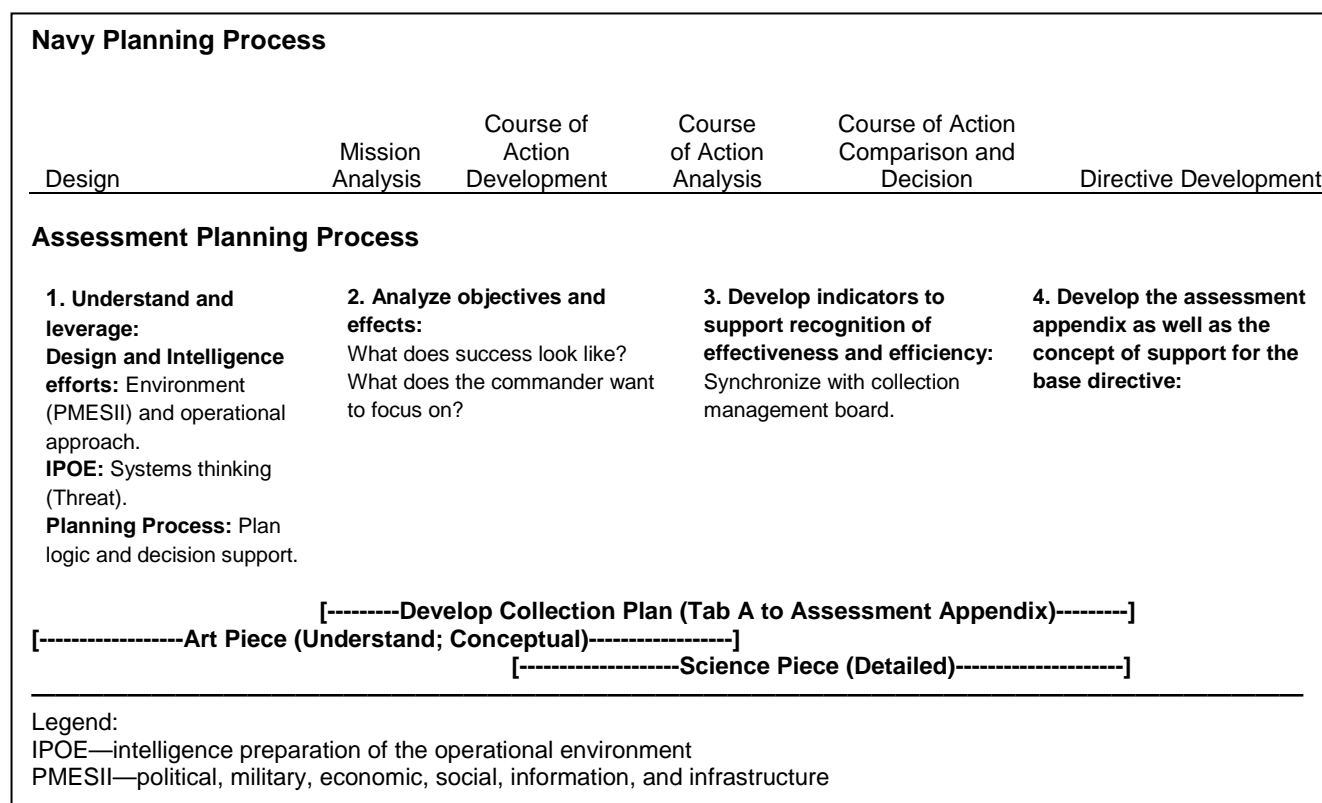 Navy Planning Process
Course of Course Course of Action
Mission Action of Action Comparison and
Design Analysis Development Analysis Decision Directive Development
Assessment Planning Process
1. Understand and
leverage:
Design and Intelligence
efforts: Environment
(PMESII) and operational
approach.
IPOE: Systems thinking
(Threat).
Planning Process: Plan
logic and decision support.
2. Analyze objectives and
effects:
What does success look like?
What does the commander want
to focus on?
3. Develop indicators to
support recognition of
effectiveness and efficiency:
Synchronize with collection
management board.
4. Develop the assessment
appendix as well as the
concept of support for the
base directive:
[---------Develop Collection Plan (Tab A to Assessment Appendix)---------]
[------------------Art Piece (Understand; Conceptual)------------------]
[---------------------Science Piece (Detailed)---------------------]
Legend:
IPOE—intelligence preparation of the operational environment
PMESII—political, military, economic, social, information, and infrastructure